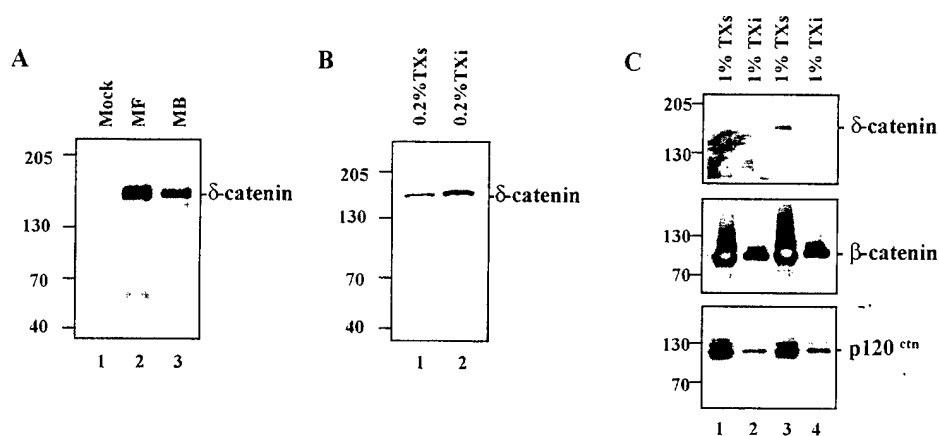 A
Mock
MF
MB
205
130
70
40
δ-catenin
1 2 3
B
0.2%TXs
0.2%TXi
205
130
70
40
δ-catenin
1 2
C
1% TXs
1% TXi
1% TXs
1% TXi
205
130
δ-catenin
130
70
β-catenin
130
70
p120 ctn
1 2 3 4